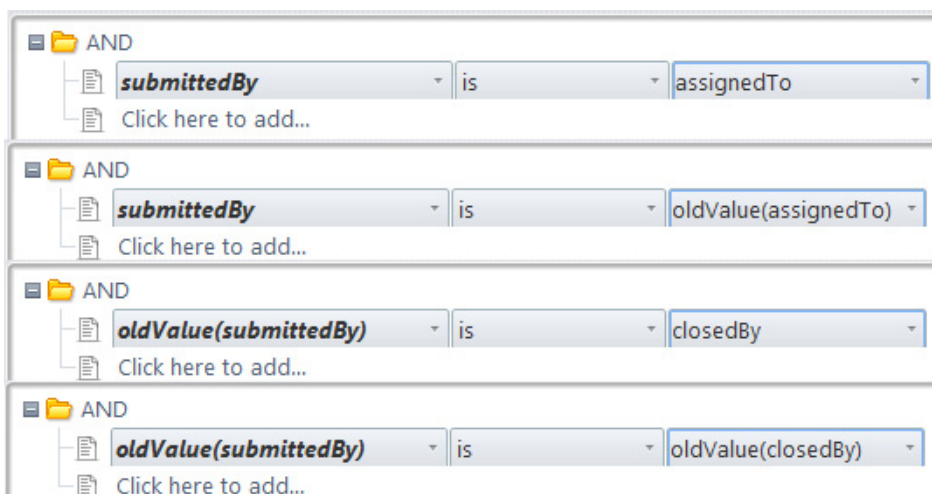 AND
submittedBy is assignedTo
Click here to add...
AND
submittedBy is oldValue(assignedTo)
Click here to add...
AND
oldValue(submittedBy) is closedBy
Click here to add...
AND
oldValue(submittedBy) is oldValue(closedBy)
Click here to add...